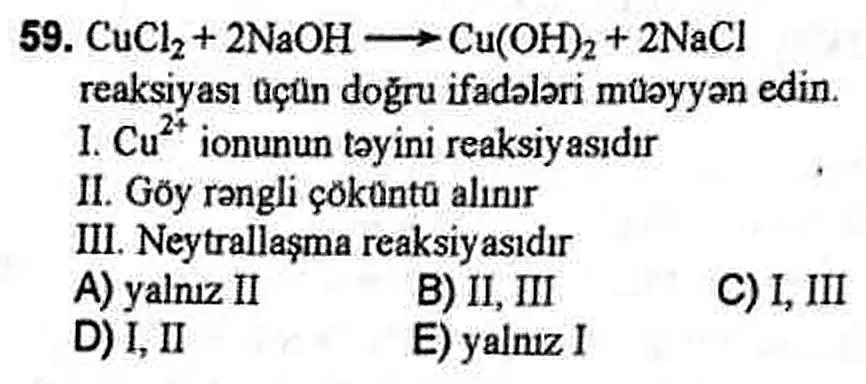 59. CuCl₂ + 2NaOH ⟶ Cu(OH)₂ + 2NaCl
reaksiyası üçün doğru ifadələri müəyyən edin.
I. Cu²⁺ ionunun təyini reaksiyasıdır
II. Göy rəngli çöküntü alınır
III. Neytrallaşma reaksiyasıdır
A) yalnız II B) II, III C) I, III
D) I, II E) yalnız I